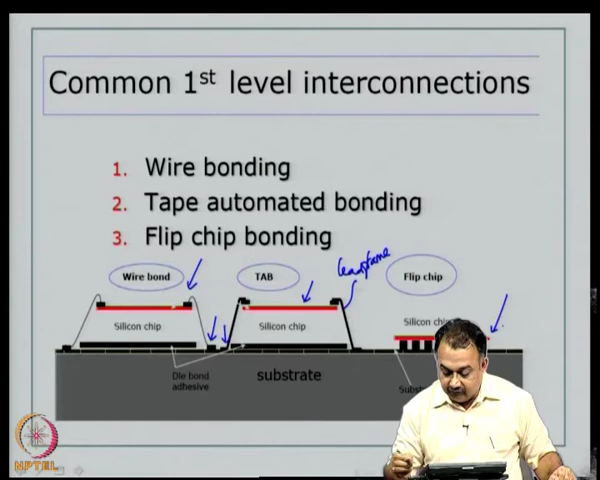 Common 1st level interconnections
1. Wire bonding
2. Tape automated bonding
3. Flip chip bonding
Wire bond
TAB
leadframe
Flip chip
Silicon chip
Silicon chip
Silicon
Die bond
adhesive
substrate
NPTEL